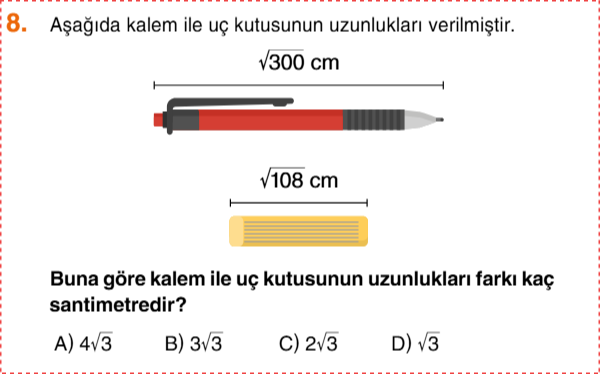 8. Aşağıda kalem ile uç kutusunun uzunlukları verilmiştir.
√300 cm
√108 cm
Buna göre kalem ile uç kutusunun uzunlukları farkı kaç
santimetredir?
A) 4√3 B) 3√3 C) 2√3 D) √3